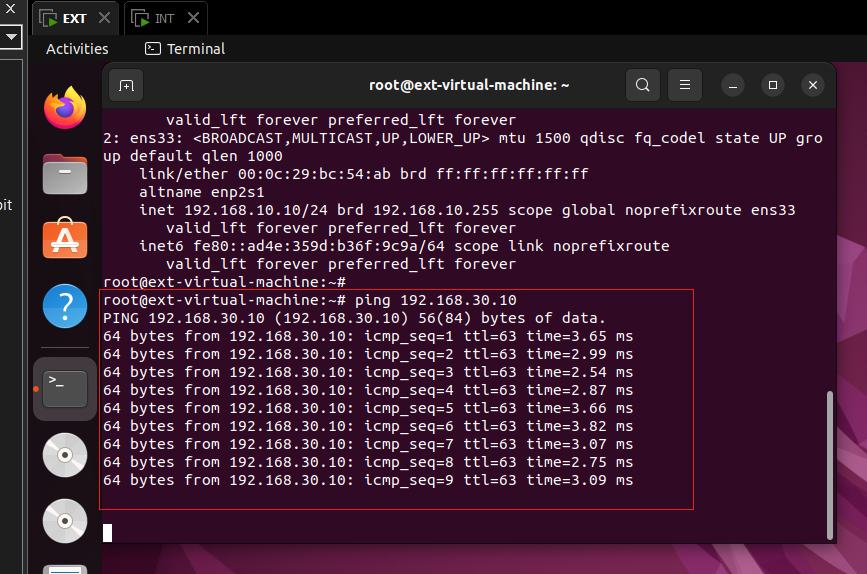 EXT
INT
Activities
Terminal
root@ext-virtual-machine: ~
valid_lft forever preferred_lft forever
2: ens33: <BROADCAST,MULTICAST,UP,LOWER_UP> mtu 1500 qdisc fq_codel state UP gro
up default qlen 1000
link/ether 00:0c:29:bc:54:ab brd ff:ff:ff:ff:ff:ff
altname enp2s1
inet 192.168.10.10/24 brd 192.168.10.255 scope global noprefixroute ens33
valid_lft forever preferred_lft forever
bit
inet6 fe80::ad4e:359d:b36f:9c9a/64 scope link noprefixroute
valid_lft forever preferred_lft forever
root@ext-virtual-machine:~#
root@ext-virtual-machine:~# ping 192.168.30.10
PING 192.168.30.10 (192.168.30.10) 56(84) bytes of data.
64 bytes from 192.168.30.10: icmp_seq=1 ttl=63 time=3.65 ms
64 bytes from 192.168.30.10: icmp_seq=2 ttl=63 time=2.99 ms
64 bytes from 192.168.30.10: icmp_seq=3 ttl=63 time=2.54 ms
64 bytes from 192.168.30.10: icmp_seq=4 ttl=63 time=2.87 ms
64 bytes from 192.168.30.10: icmp_seq=5 ttl=63 time=3.66 ms
64 bytes from 192.168.30.10: icmp_seq=6 ttl=63 time=3.82 ms
64 bytes from 192.168.30.10: icmp_seq=7 ttl=63 time=3.07 ms
64 bytes from 192.168.30.10: icmp_seq=8 ttl=63 time=2.75 ms
64 bytes from 192.168.30.10: icmp_seq=9 ttl=63 time=3.09 ms